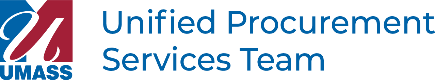 Unified Procurement
Services Team
UMASS